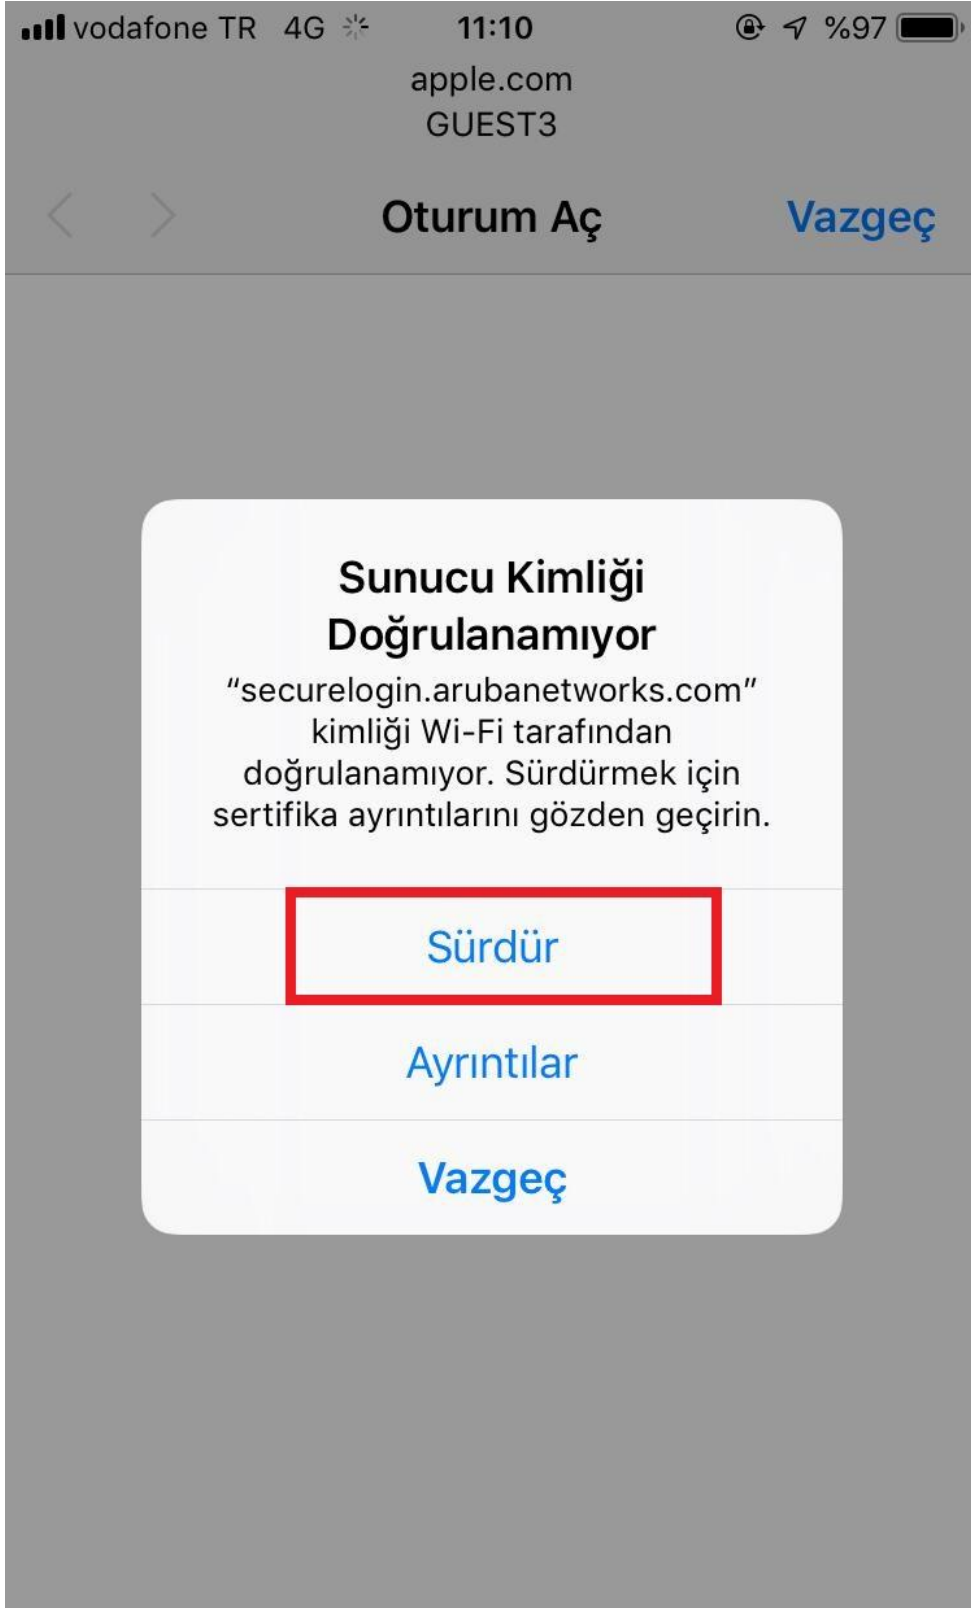 vodafone TR 4G 11:10 %97
apple.com
GUEST3
Oturum Aç Vazgeç
Sunucu Kimliği
Doğrulanamıyor
“securelogin.arubanetworks.com”
kimliği Wi-Fi tarafından
doğrulanamıyor. Sürdürmek için
sertifika ayrıntılarını gözden geçirin.
Sürdür
Ayrıntılar
Vazgeç